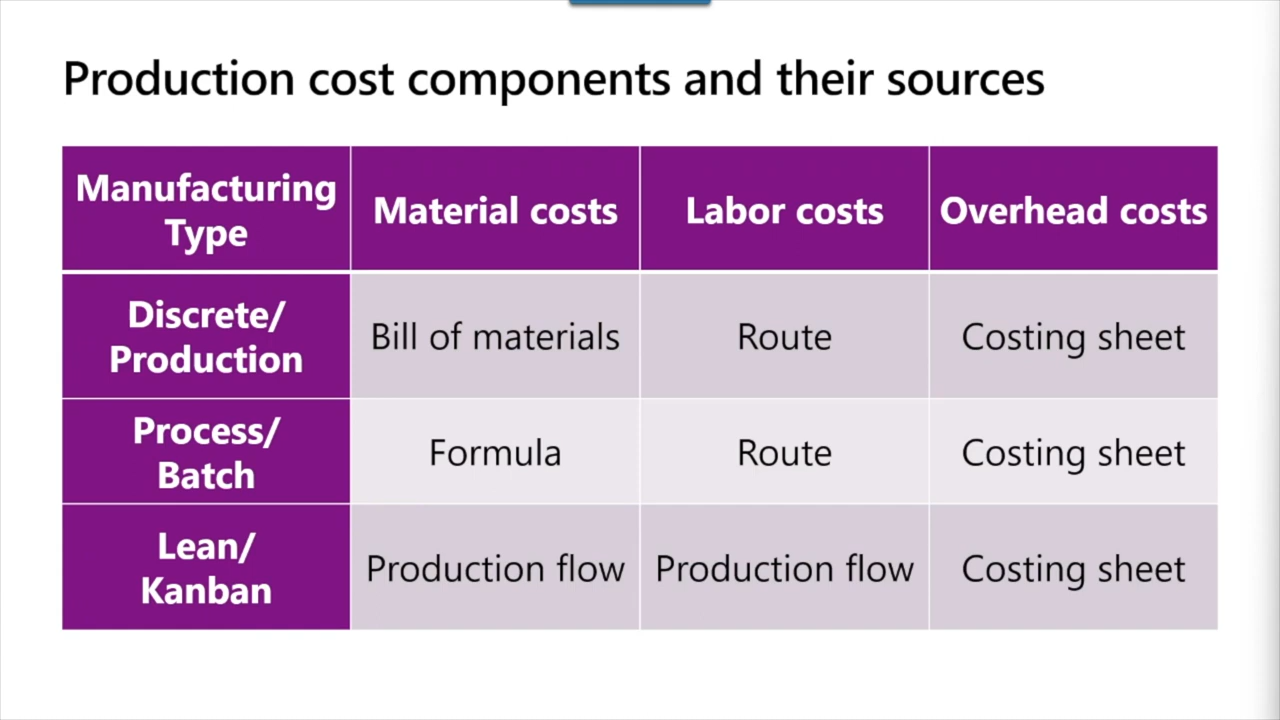 Production cost components and their sources
Manufacturing
Type
Material costs
Labor costs
Overhead costs
Discrete/
Production
Bill of materials
Route
Costing sheet
Process/
Batch
Formula
Route
Costing sheet
Lean/
Kanban
Production flow
Production flow
Costing sheet